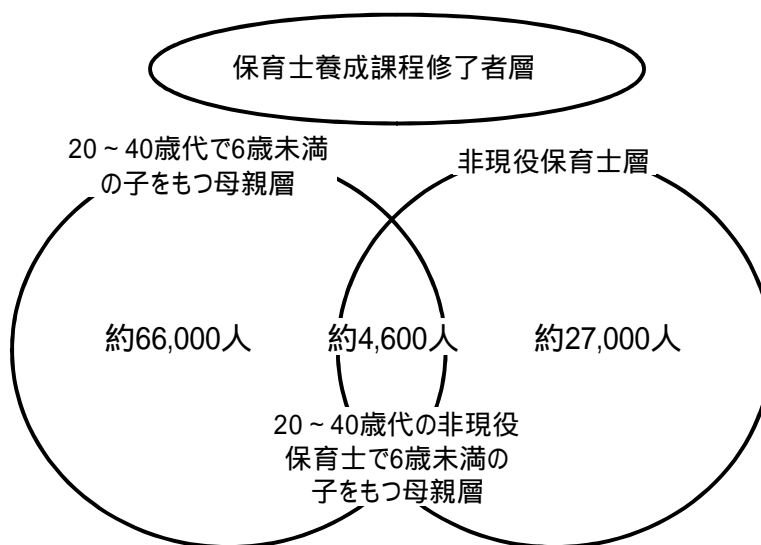 保育士養成課程修了者層
20～40歳代で6歳未満
の子をもつ母親層
非現役保育士層
約66,000人
約4,600人
約27,000人
20～40歳代の非現役
保育士で6歳未満の
子をもつ母親層